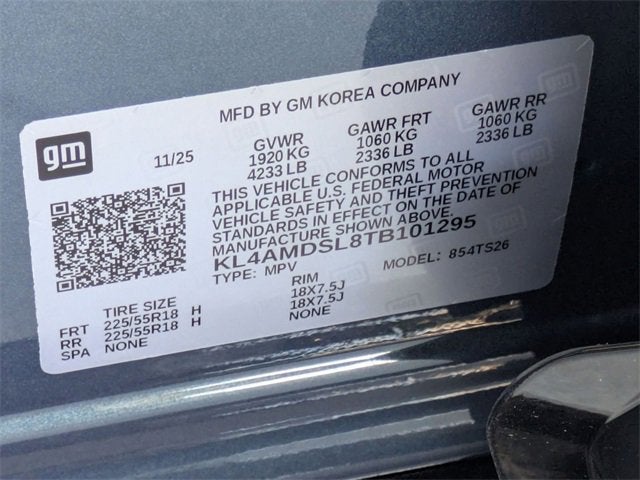 MFD BY GM KOREA COMPANY
gm
11/25
GVWR GAWR FRT GAWR RR
1920 KG 1060 KG 1060 KG
4233 LB 2336 LB 2336 LB
THIS VEHICLE CONFORMS TO ALL
APPLICABLE U.S. FEDERAL MOTOR
VEHICLE SAFETY AND THEFT PREVENTION
STANDARDS IN EFFECT ON THE DATE OF
MANUFACTURE SHOWN ABOVE
KL4AMDSL8TB101295
TYPE: MPV MODEL: 854TS26
TIRE SIZE RIM
FRT 225/55R18 H 18X7.5J
RR 225/55R18 H 18X7.5J
SPA NONE NONE